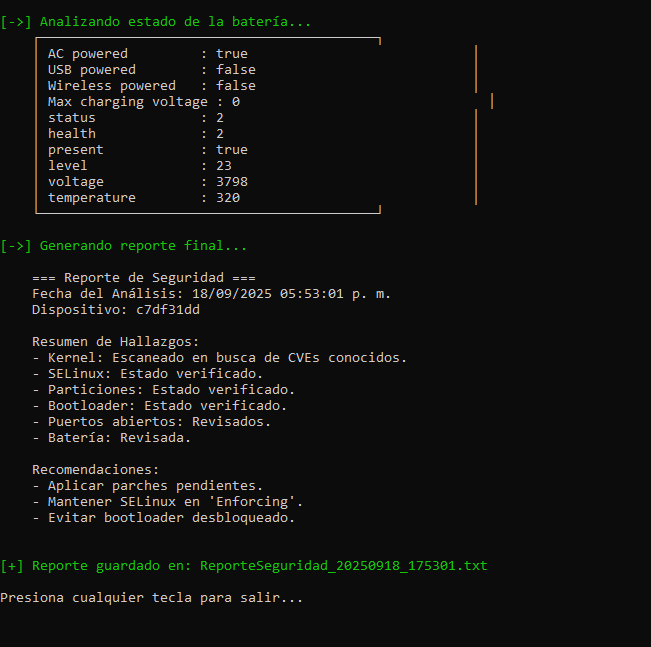 [->] Analizando estado de la batería...
AC powered : true
USB powered : false
Wireless powered : false
Max charging voltage : 0
status : 2
health : 2
present : true
level : 23
voltage : 3798
temperature : 320
[->] Generando reporte final...
=== Reporte de Seguridad ===
Fecha del Análisis: 18/09/2025 05:53:01 p. m.
Dispositivo: c7df31dd
Resumen de Hallazgos:
- Kernel: Escaneado en busca de CVEs conocidos.
- SELinux: Estado verificado.
- Particiones: Estado verificado.
- Bootloader: Estado verificado.
- Puertos abiertos: Revisados.
- Batería: Revisada.
Recomendaciones:
- Aplicar parches pendientes.
- Mantener SELinux en 'Enforcing'.
- Evitar bootloader desbloqueado.
[+] Reporte guardado en: ReporteSeguridad_20250918_175301.txt
Presiona cualquier tecla para salir...